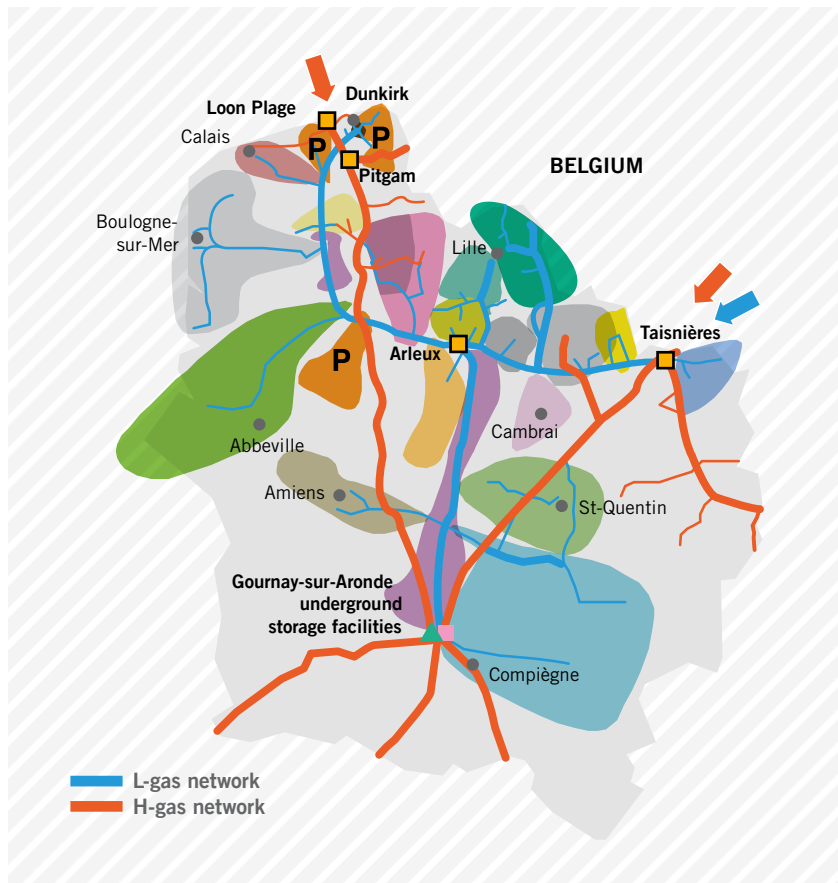 Dunkirk
Loon Plage
Calais
P
P
Pitgam
BELGIUM
Boulogne-
sur-Mer
Lille
Taisnières
Arleux
P
Cambrai
Abbeville
Amiens
St-Quentin
Gournay-sur-Aronde
underground
storage facilities
Compiègne
L-gas network
H-gas network